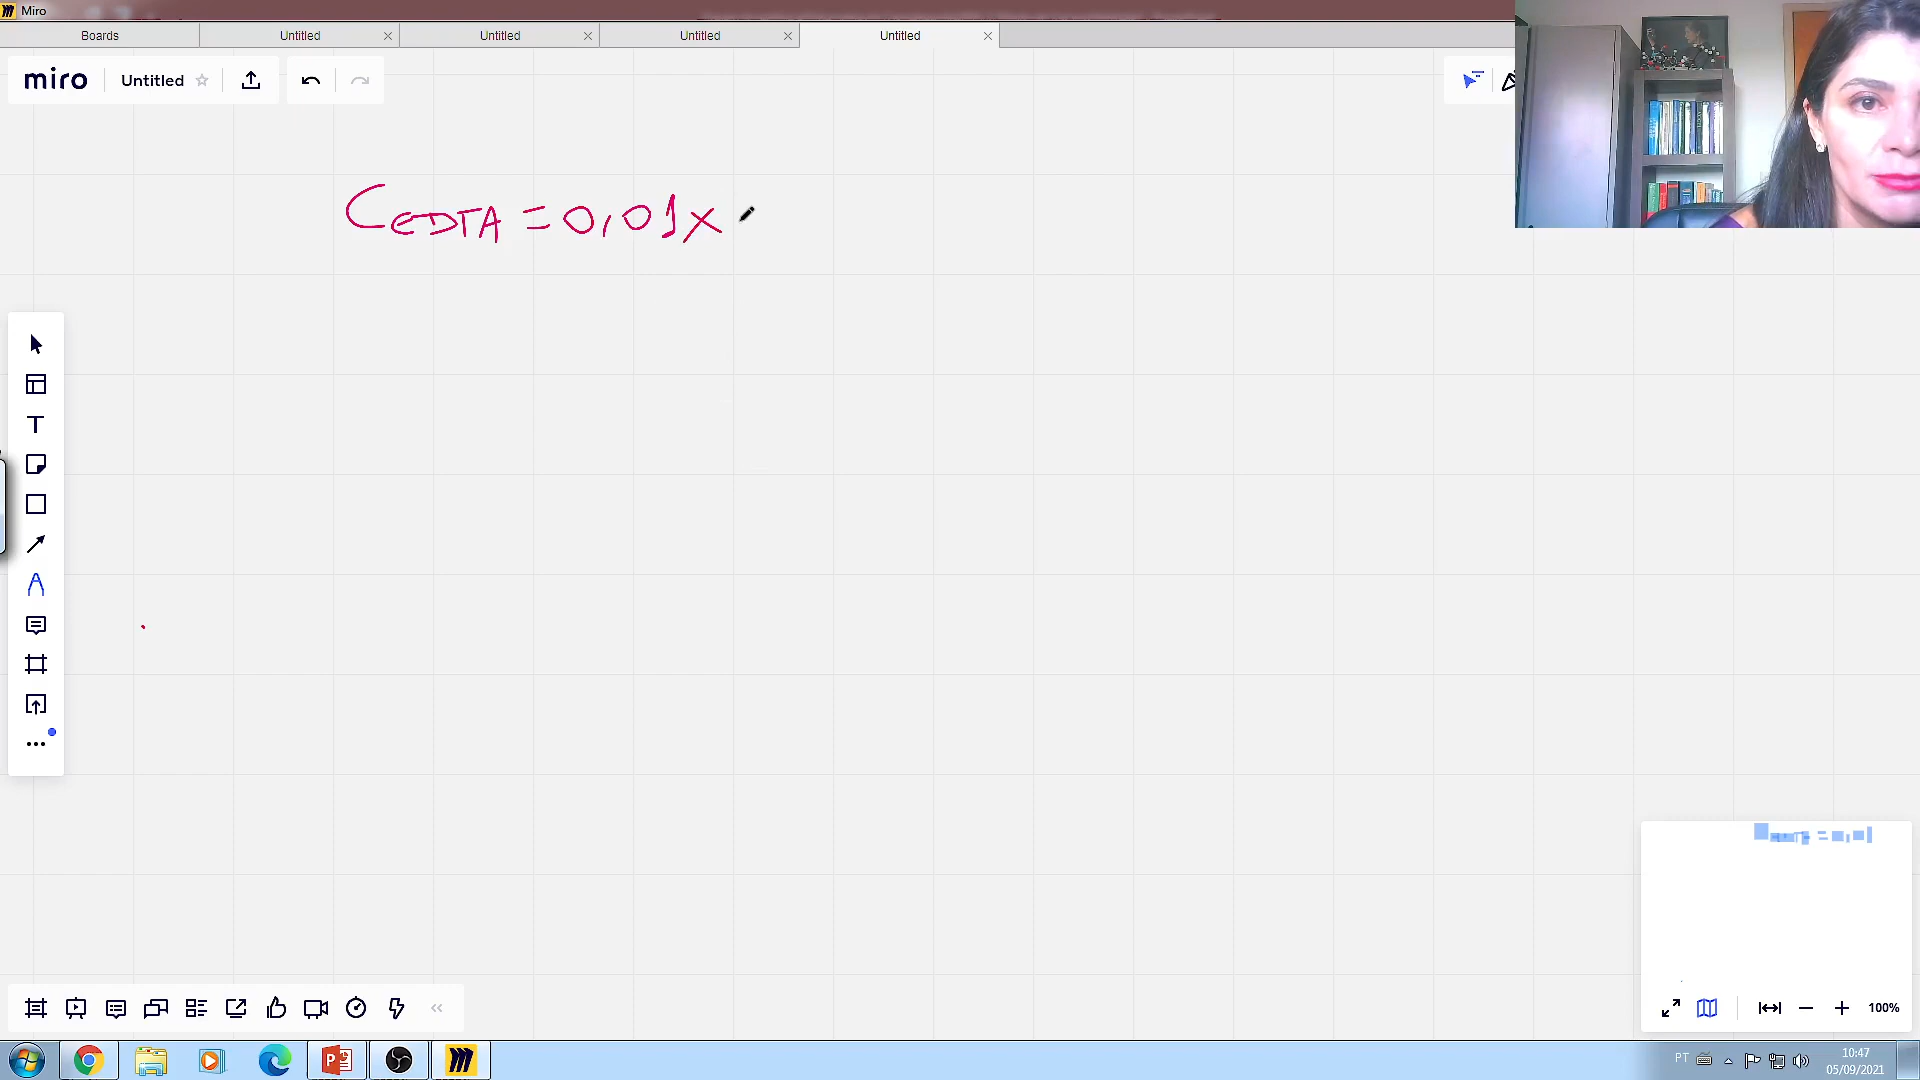 Miro
Boards Untitled Untitled Untitled Untitled
miro Untitled
CEDTA = 0,01x
100%
PT 10:47
05/09/2021